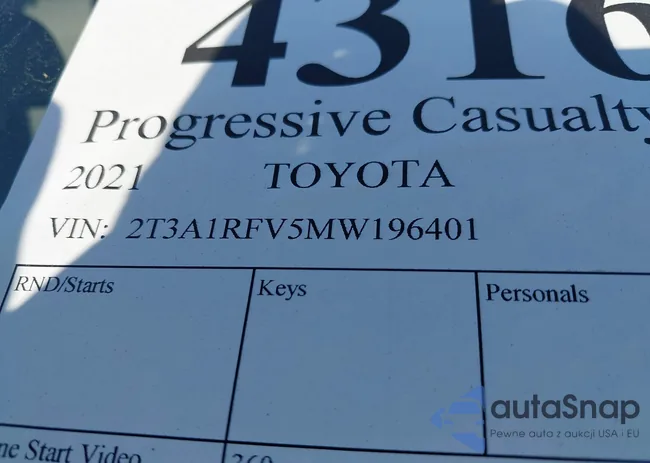 4316
Progressive Casualty
2021 TOYOTA
VIN: 2T3A1RFV5MW196401
RND/Starts Keys Personals
autaSnap
Pewne auta z aukcji USA i EU
ne Start Video 360